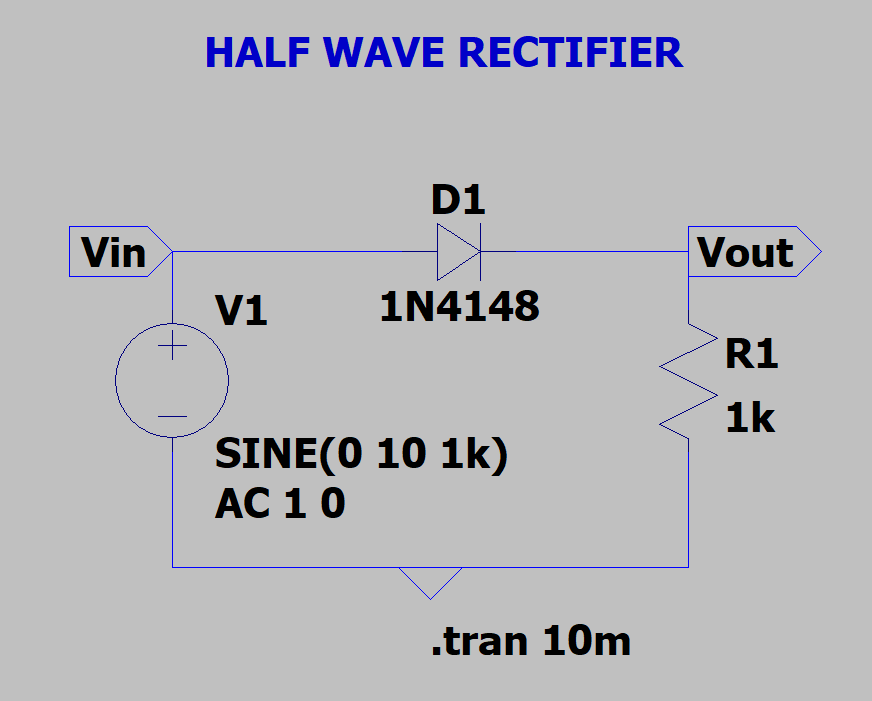 HALF WAVE RECTIFIER
D1
Vin
Vout
1N4148
V1
R1
1k
SINE(0 10 1k)
AC 1 0
.tran 10m